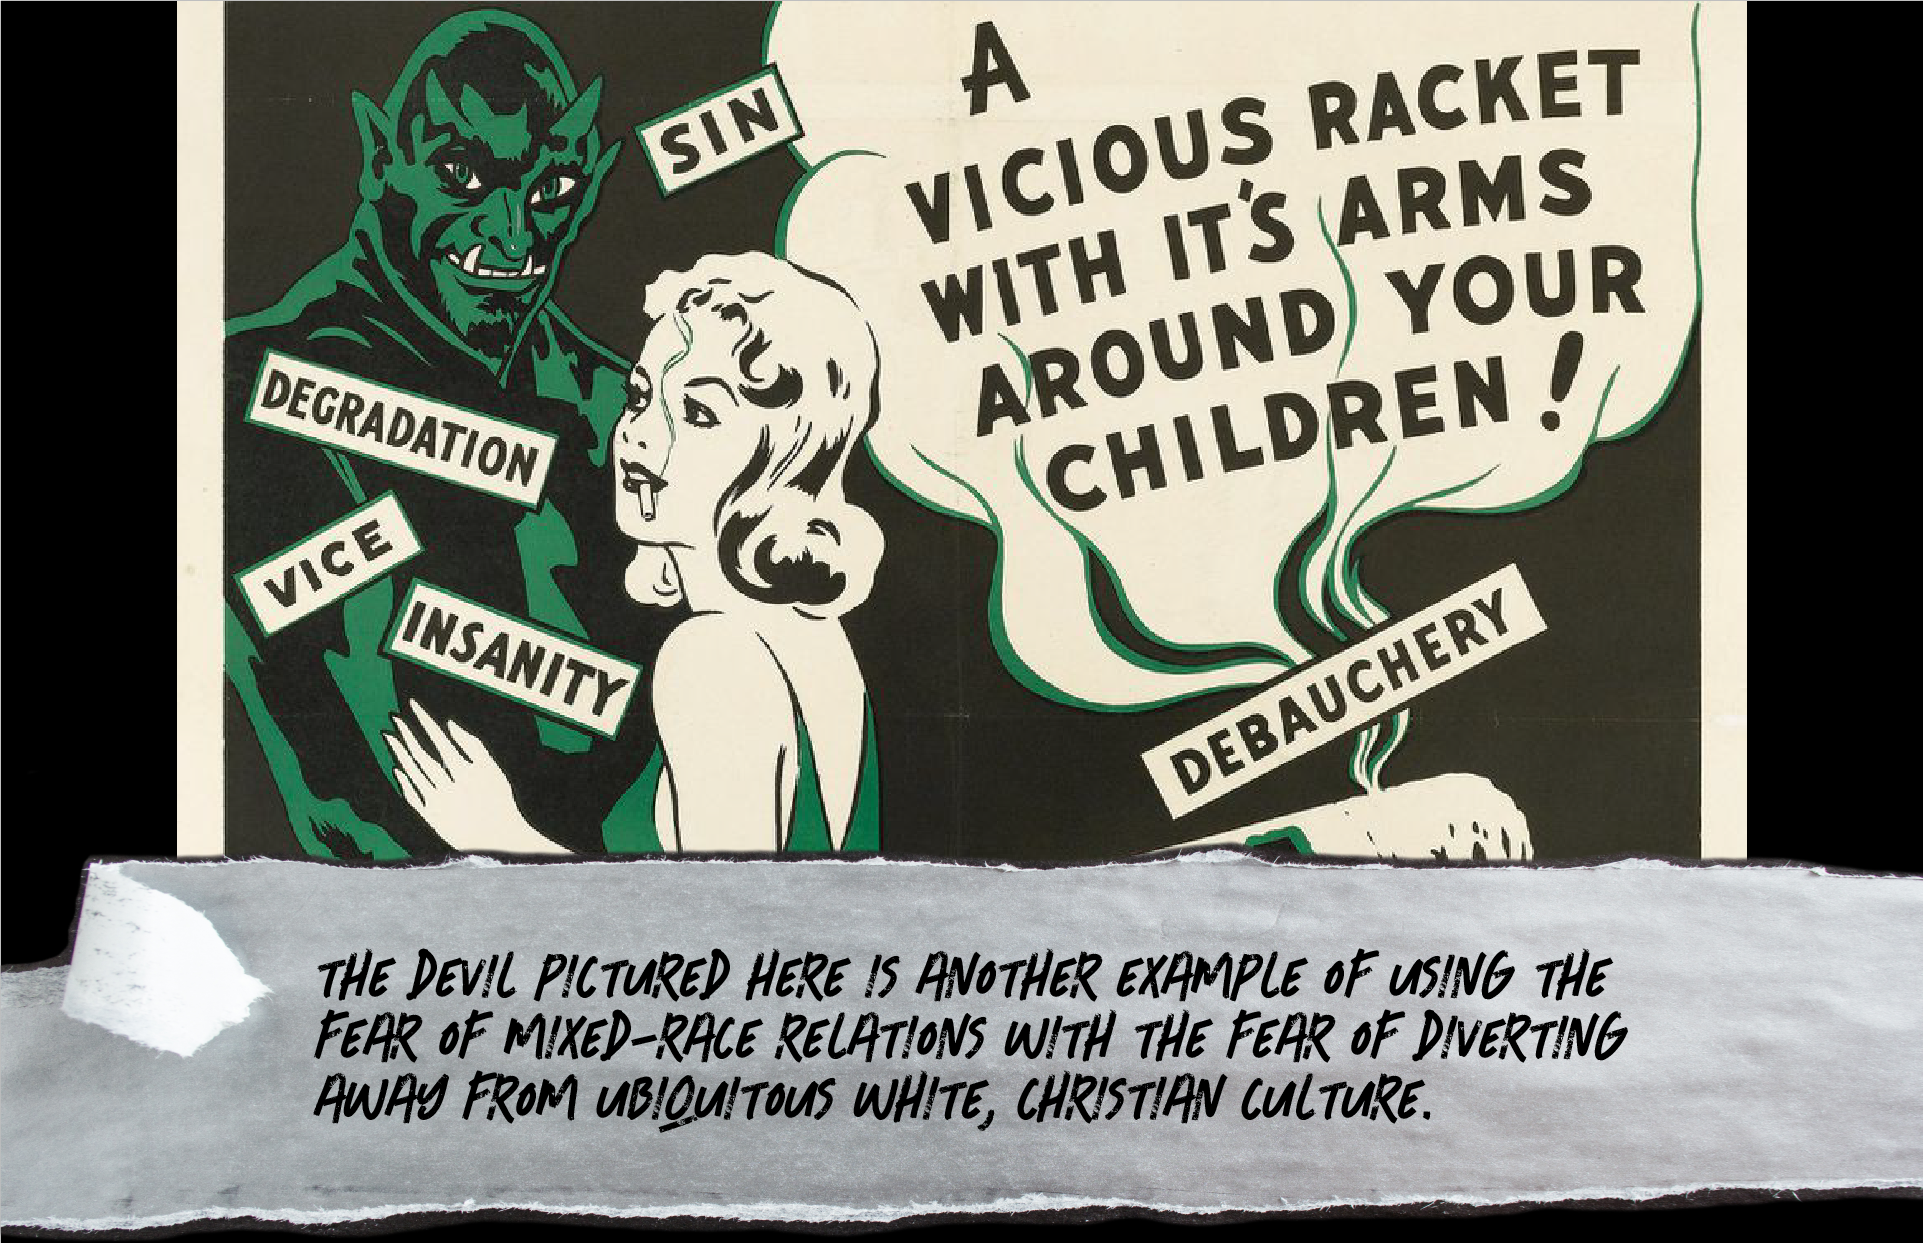 A
VICIOUS RACKET
WITH IT'S ARMS
AROUND YOUR
CHILDREN!
SIN
DEGRADATION
VICE
INSANITY
DEBAUCHERY
THE DEVIL PICTURED HERE IS ANOTHER EXAMPLE OF USING THE
FEAR OF MIXED-RACE RELATIONS WITH THE FEAR OF DIVERTING
AWAY FROM UBIQUITOUS WHITE, CHRISTIAN CULTURE.